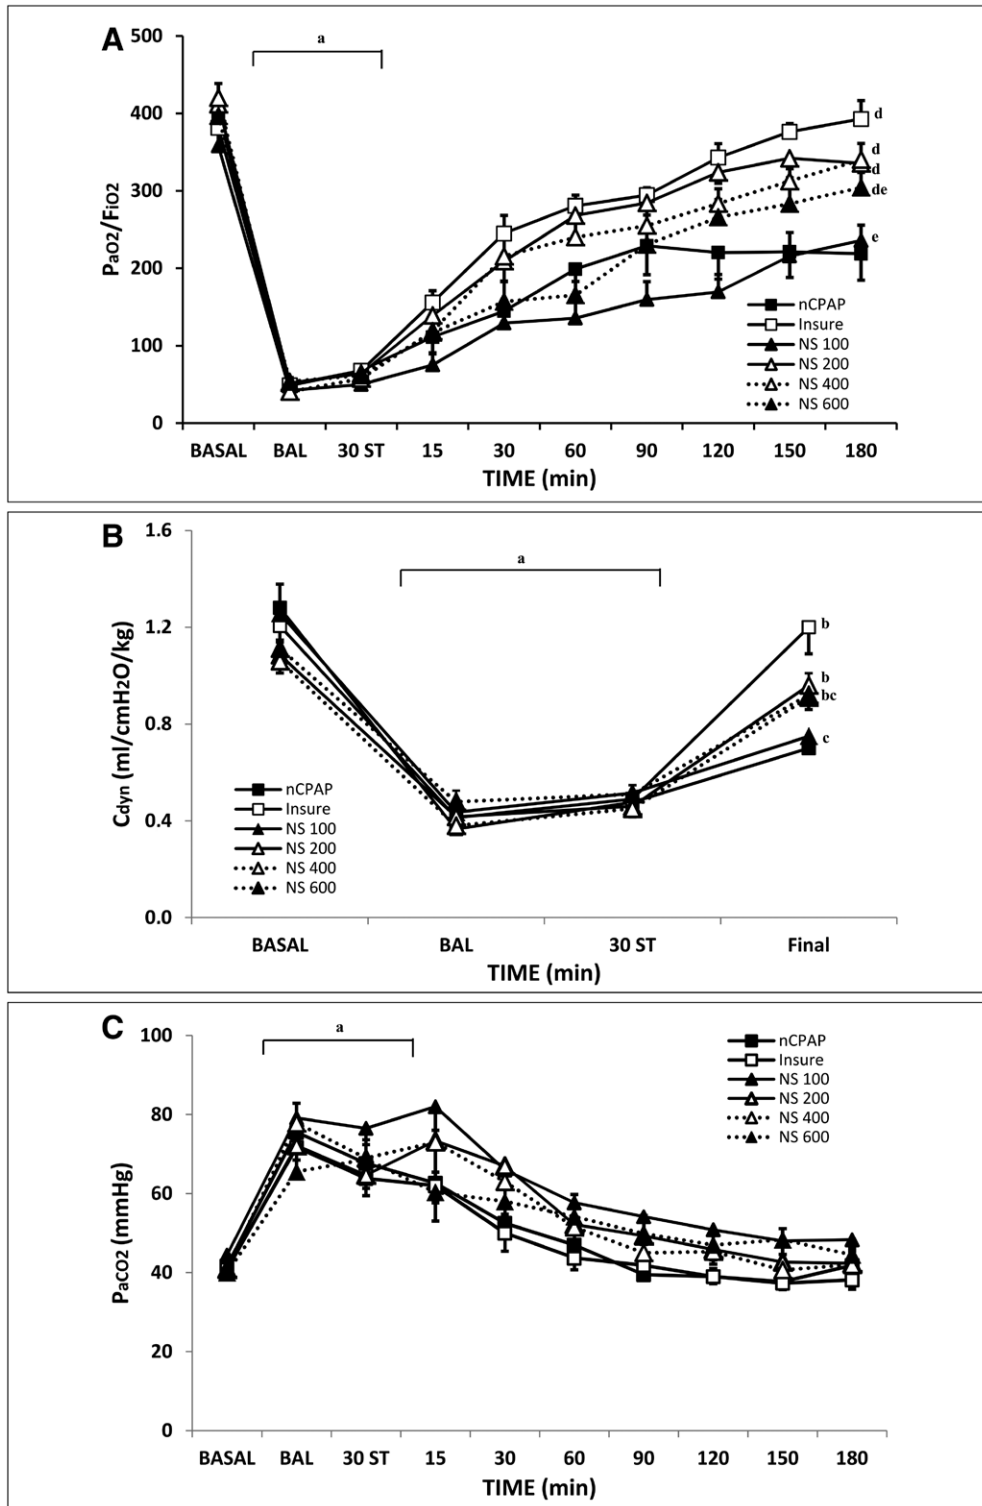 A
a
500
400
300
200
100
0
PaO2/FiO2
d
d
d
de
e
nCPAP
Insure
NS 100
NS 200
NS 400
NS 600
BASAL BAL 30 ST 15 30 60 90 120 150 180
TIME (min)
B
a
1.6
1.2
0.8
0.4
0.0
Cdyn (ml/cmH2O/kg)
b
b
bc
c
nCPAP
Insure
NS 100
NS 200
NS 400
NS 600
BASAL BAL 30 ST Final
TIME (min)
C
a
100
80
60
40
20
0
PaCO2 (mmHg)
nCPAP
Insure
NS 100
NS 200
NS 400
NS 600
BASAL BAL 30 ST 15 30 60 90 120 150 180
TIME (min)